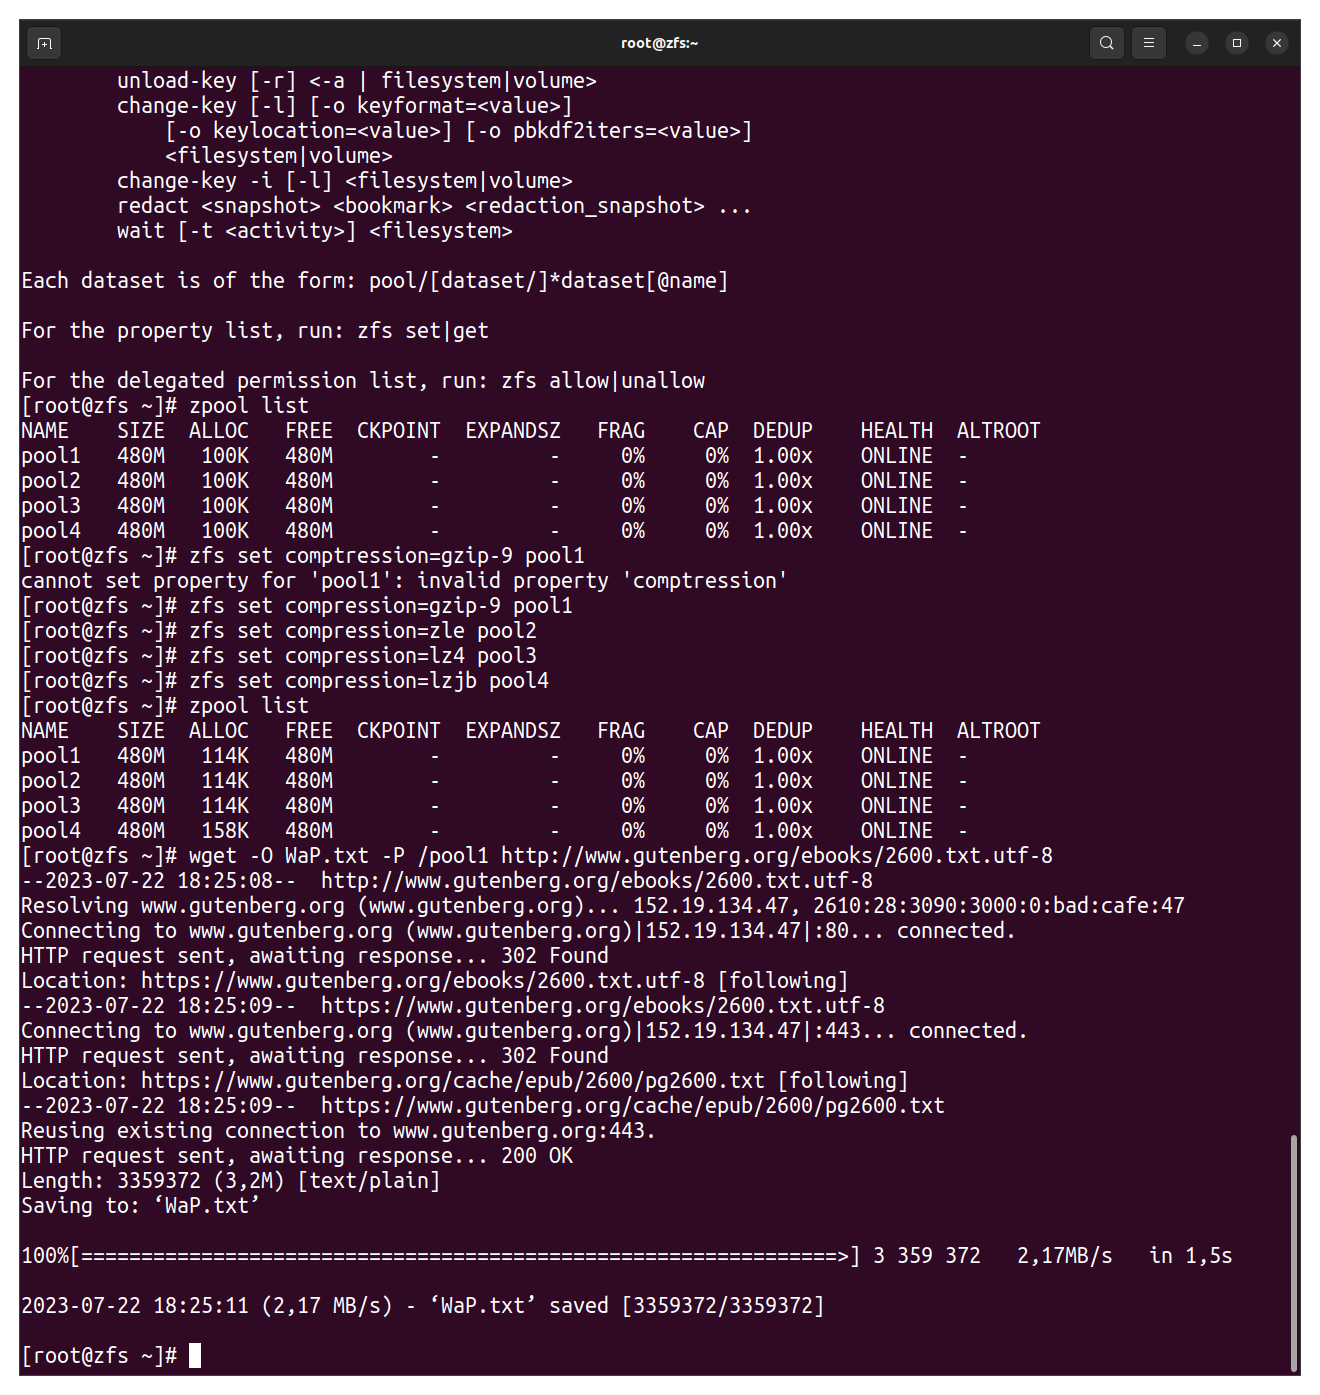 root@zfs:~
unload-key [-r] <-a | filesystem|volume>
change-key [-l] [-o keyformat=<value>]
[-o keylocation=<value>] [-o pbkdf2iters=<value>]
<filesystem|volume>
change-key -i [-l] <filesystem|volume>
redact <snapshot> <bookmark> <redaction_snapshot> ...
wait [-t <activity>] <filesystem>
Each dataset is of the form: pool/[dataset/]*dataset[@name]
For the property list, run: zfs set|get
For the delegated permission list, run: zfs allow|unallow
[root@zfs ~]# zpool list
NAME    SIZE  ALLOC   FREE  CKPOINT  EXPANDSZ   FRAG    CAP  DEDUP    HEALTH  ALTROOT
pool1   480M   100K   480M        -         -     0%     0%  1.00x    ONLINE  -
pool2   480M   100K   480M        -         -     0%     0%  1.00x    ONLINE  -
pool3   480M   100K   480M        -         -     0%     0%  1.00x    ONLINE  -
pool4   480M   100K   480M        -         -     0%     0%  1.00x    ONLINE  -
[root@zfs ~]# zfs set comptression=gzip-9 pool1
cannot set property for 'pool1': invalid property 'comptression'
[root@zfs ~]# zfs set compression=gzip-9 pool1
[root@zfs ~]# zfs set compression=zle pool2
[root@zfs ~]# zfs set compression=lz4 pool3
[root@zfs ~]# zfs set compression=lzjb pool4
[root@zfs ~]# zpool list
NAME    SIZE  ALLOC   FREE  CKPOINT  EXPANDSZ   FRAG    CAP  DEDUP    HEALTH  ALTROOT
pool1   480M   114K   480M        -         -     0%     0%  1.00x    ONLINE  -
pool2   480M   114K   480M        -         -     0%     0%  1.00x    ONLINE  -
pool3   480M   114K   480M        -         -     0%     0%  1.00x    ONLINE  -
pool4   480M   158K   480M        -         -     0%     0%  1.00x    ONLINE  -
[root@zfs ~]# wget -O WaP.txt -P /pool1 http://www.gutenberg.org/ebooks/2600.txt.utf-8
--2023-07-22 18:25:08--  http://www.gutenberg.org/ebooks/2600.txt.utf-8
Resolving www.gutenberg.org (www.gutenberg.org)... 152.19.134.47, 2610:28:3090:3000:0:bad:cafe:47
Connecting to www.gutenberg.org (www.gutenberg.org)|152.19.134.47|:80... connected.
HTTP request sent, awaiting response... 302 Found
Location: https://www.gutenberg.org/ebooks/2600.txt.utf-8 [following]
--2023-07-22 18:25:09--  https://www.gutenberg.org/ebooks/2600.txt.utf-8
Connecting to www.gutenberg.org (www.gutenberg.org)|152.19.134.47|:443... connected.
HTTP request sent, awaiting response... 302 Found
Location: https://www.gutenberg.org/cache/epub/2600/pg2600.txt [following]
--2023-07-22 18:25:09--  https://www.gutenberg.org/cache/epub/2600/pg2600.txt
Reusing existing connection to www.gutenberg.org:443.
HTTP request sent, awaiting response... 200 OK
Length: 3359372 (3,2M) [text/plain]
Saving to: ‘WaP.txt’
100%[===============================================================>] 3 359 372   2,17MB/s   in 1,5s
2023-07-22 18:25:11 (2,17 MB/s) - ‘WaP.txt’ saved [3359372/3359372]
[root@zfs ~]#